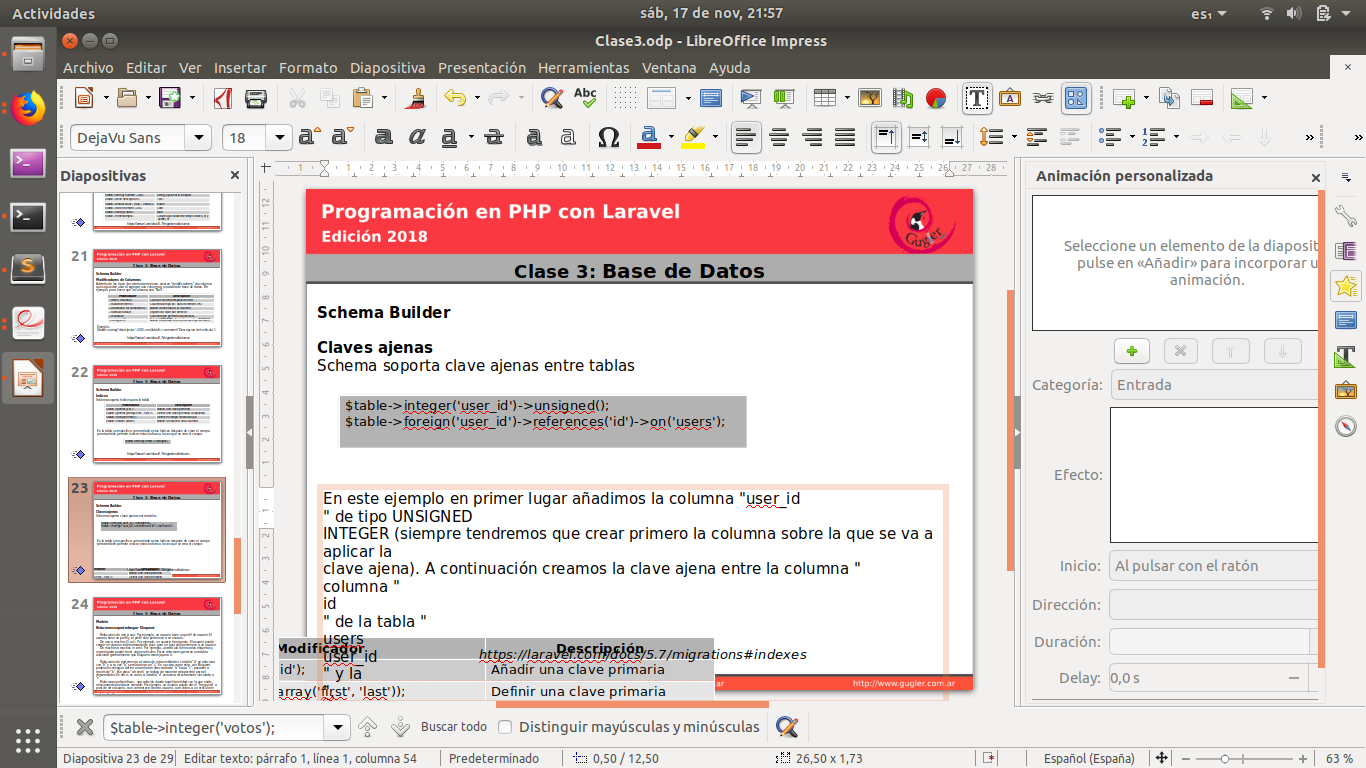 Actividades
sáb, 17 de nov, 21:57
es₁
Clase3.odp - LibreOffice Impress
Archivo Editar Ver Insertar Formato Diapositiva Presentación Herramientas Ventana Ayuda
DejaVu Sans
18
Diapositivas
21
22
23
24
Programación en PHP con Laravel
Edición 2018
Gugler
Clase 3: Base de Datos
Schema Builder
Claves ajenas
Schema soporta clave ajenas entre tablas
$table->integer('user_id')->unsigned();
$table->foreign('user_id')->references('id')->on('users');
En este ejemplo en primer lugar añadimos la columna "user_id
" de tipo UNSIGNED
INTEGER (siempre tendremos que crear primero la columna sobre la que se va a
aplicar la
clave ajena). A continuación creamos la clave ajena entre la columna "
columna "
id
" de la tabla "
users
user_id
" y la
Modificador Descripción
https://laravel.com/docs/5.7/migrations#indexes
id'); Añadir una clave primaria
array('first', 'last')); Definir una clave primaria
ar
http://www.gugler.com.ar
Animación personalizada
Seleccione un elemento de la diaposit
pulse en «Añadir» para incorporar u
animación.
Categoría: Entrada
Efecto:
Inicio: Al pulsar con el ratón
Dirección:
Duración:
Delay: 0,0 s
$table->integer('votos');
Buscar todo
Distinguir mayúsculas y minúsculas
Diapositiva 23 de 29
Editar texto: párrafo 1, línea 1, columna 54
Predeterminado
0,50 / 12,50
26,50 x 1,73
Español (España)
63 %